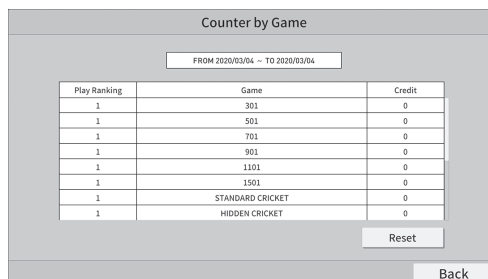 Counter by Game
FROM 2020/03/04 ~ TO 2020/03/04
Play Ranking Game Credit
1 301 0
1 501 0
1 701 0
1 901 0
1 1101 0
1 1501 0
1 STANDARD CRICKET 0
1 HIDDEN CRICKET 0
Reset
Back